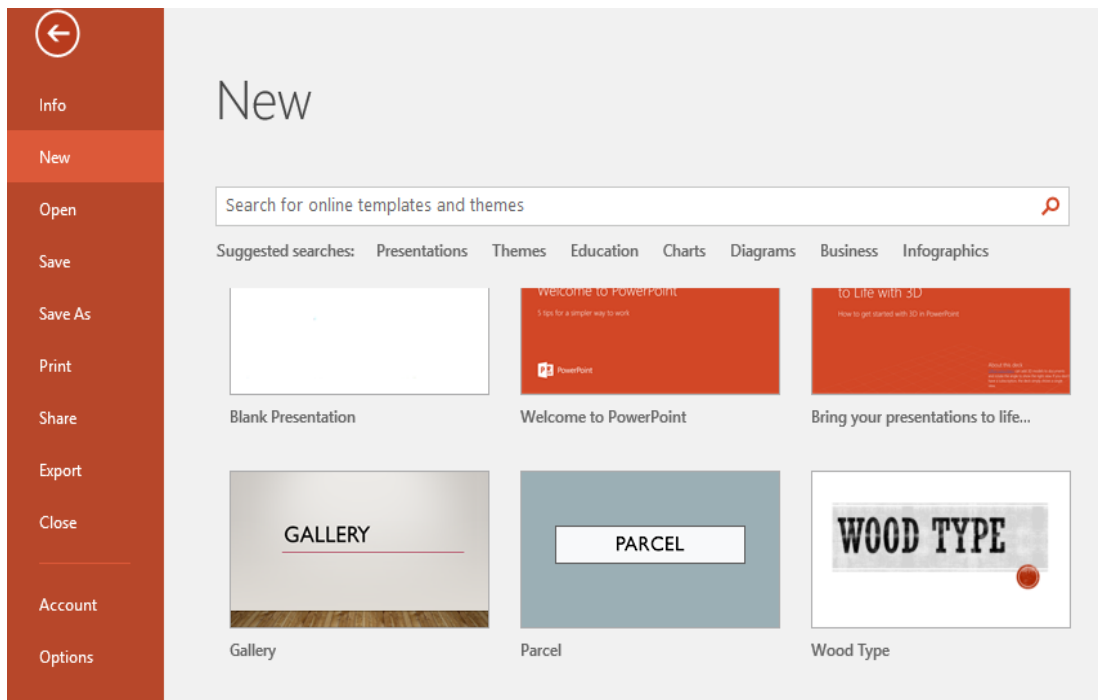 Info
New
Open
Save
Save As
Print
Share
Export
Close
Account
Options
New
Search for online templates and themes
Suggested searches: Presentations Themes Education Charts Diagrams Business Infographics
Welcome to PowerPoint
5 tips for a simpler way to work
PowerPoint
to Life with 3D
How to get started with 3D in PowerPoint
About this deck
Blank Presentation
Welcome to PowerPoint
Bring your presentations to life...
GALLERY
PARCEL
WOOD TYPE
Gallery
Parcel
Wood Type